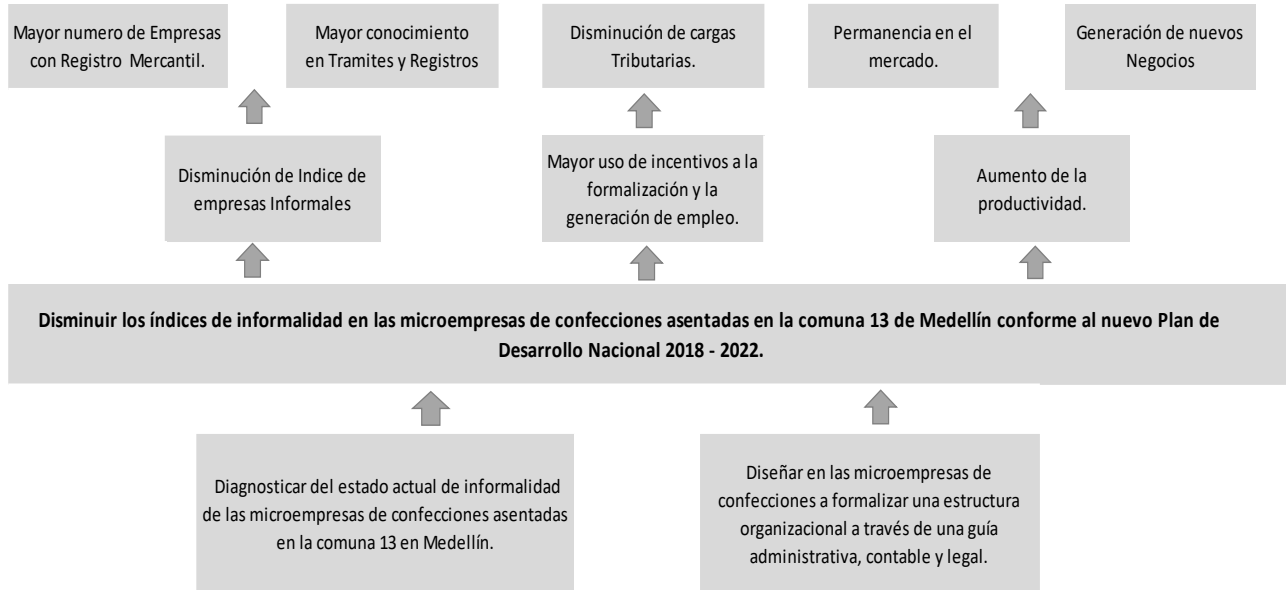 Mayor numero de Empresas
con Registro Mercantil.
Mayor conocimiento
en Tramites y Registros
Disminución de cargas
Tributarias.
Permanencia en el
mercado.
Generación de nuevos
Negocios
Disminución de Indice de
empresas Informales
Mayor uso de incentivos a la
formalización y la
generación de empleo.
Aumento de la
productividad.
Disminuir los índices de informalidad en las microempresas de confecciones asentadas en la comuna 13 de Medellín conforme al nuevo Plan de
Desarrollo Nacional 2018 - 2022.
Diagnosticar del estado actual de informalidad
de las microempresas de confecciones asentadas
en la comuna 13 en Medellín.
Diseñar en las microempresas de
confecciones a formalizar una estructura
organizacional a través de una guía
administrativa, contable y legal.